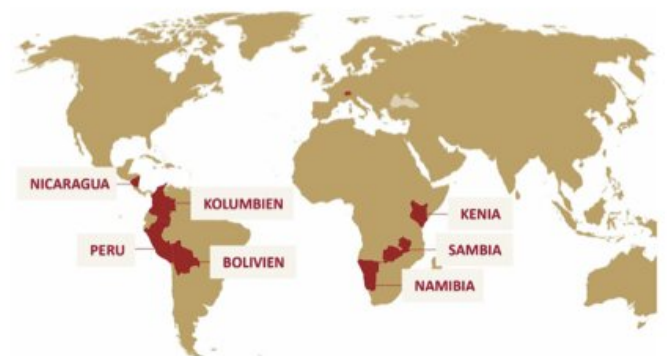 NICARAGUA
KOLUMBIEN
PERU
BOLIVIEN
KENIA
SAMBIA
NAMIBIA